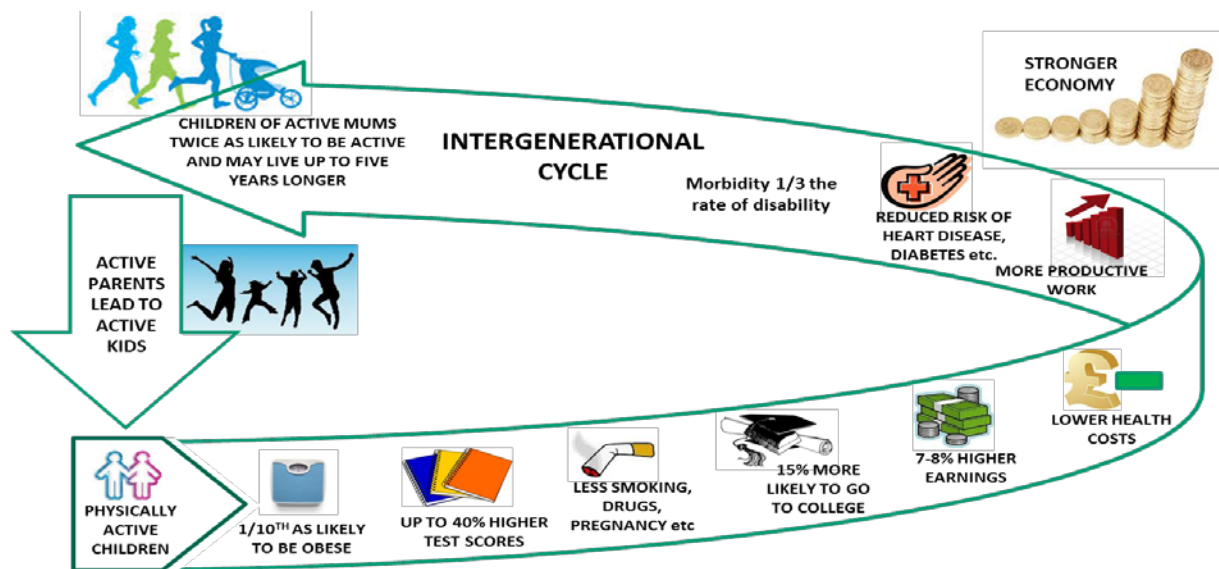 STRONGER
ECONOMY
CHILDREN OF ACTIVE MUMS
TWICE AS LIKELY TO BE ACTIVE
AND MAY LIVE UP TO FIVE
YEARS LONGER
INTERGENERATIONAL
CYCLE
Morbidity 1/3 the
rate of disability
REDUCED RISK OF
HEART DISEASE,
DIABETES etc.
MORE PRODUCTIVE
WORK
ACTIVE
PARENTS
LEAD TO
ACTIVE
KIDS
PHYSICALLY
ACTIVE
CHILDREN
1/10TH AS LIKELY
TO BE OBESE
UP TO 40% HIGHER
TEST SCORES
LESS SMOKING,
DRUGS,
PREGNANCY etc
15% MORE
LIKELY TO GO
TO COLLEGE
7-8% HIGHER
EARNINGS
£
LOWER HEALTH
COSTS